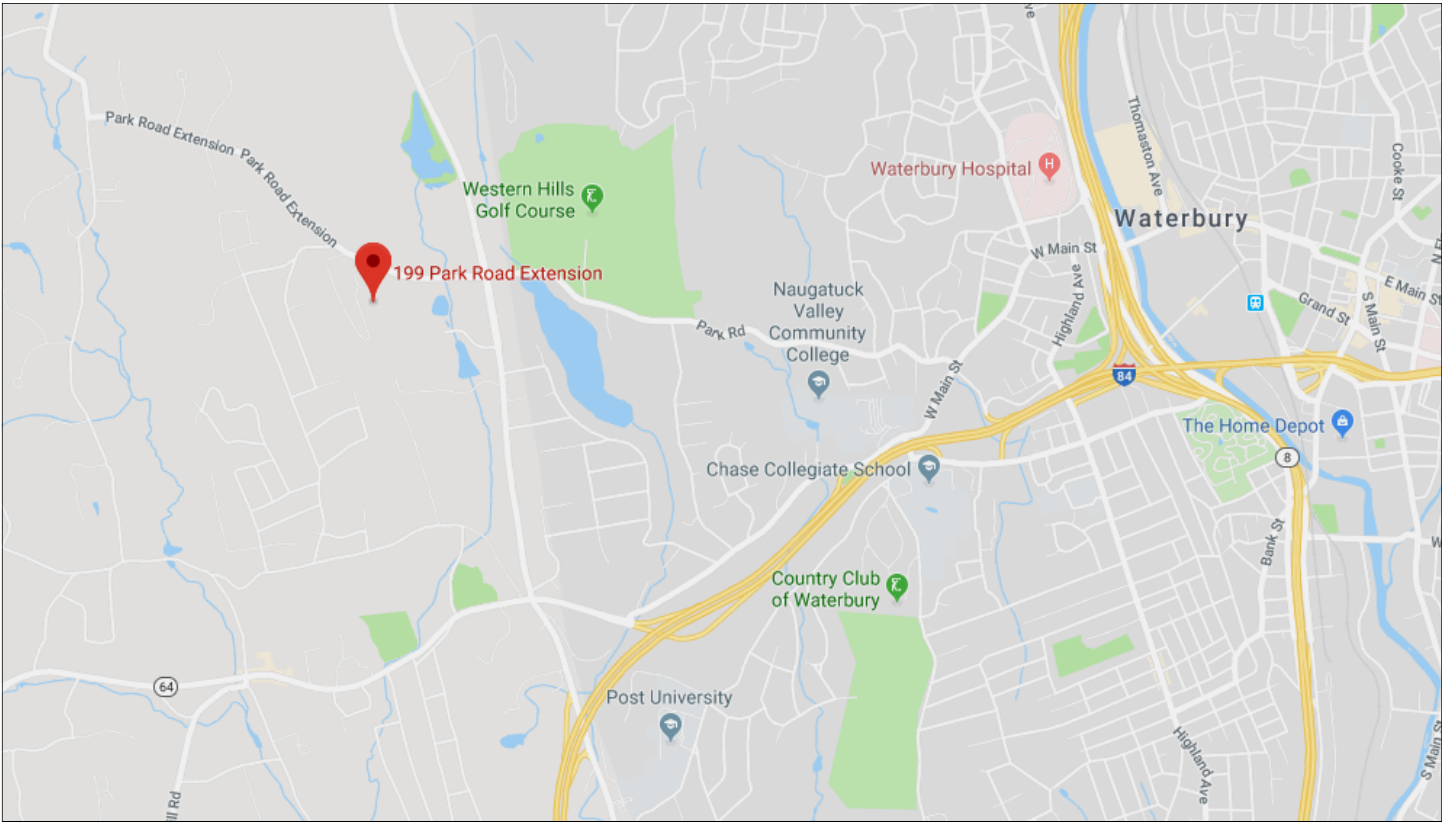 Park Road Extension
Park Road Extension
Western Hills
Golf Course
199 Park Road Extension
Waterbury Hospital
H
Thomaston Ave
Cooke St
Waterbury
W Main St
Highland Ave
Naugatuck
Valley
Community
College
Park Rd
W Main St
84
Grand St
S Main St
E Main St
The Home Depot
8
Chase Collegiate School
Bank St
Country Club
of Waterbury
64
Post University
Highland Ave
S Main St